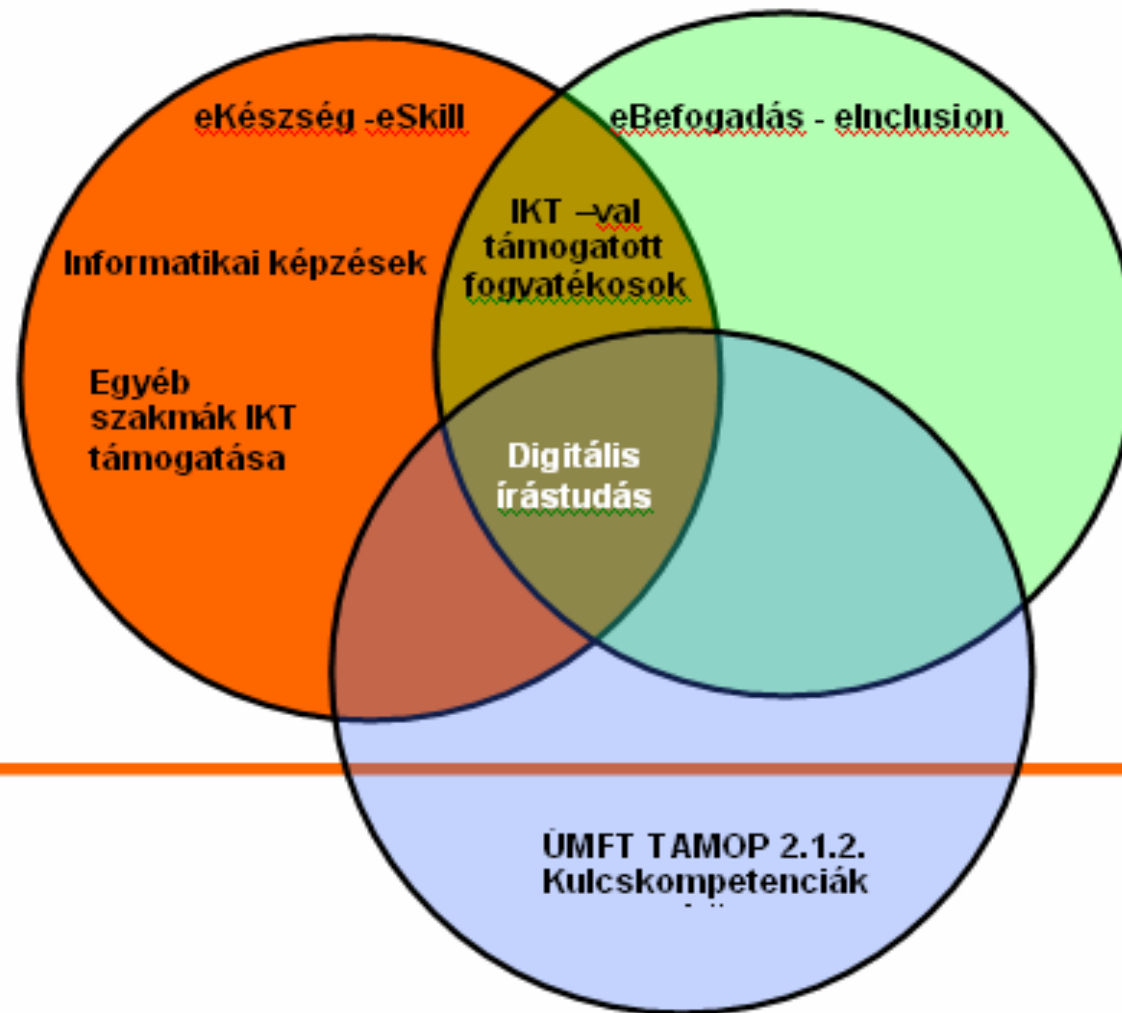 eKészség -eSkill
eBefogadás - eInclusion
IKT –val
támogatott
fogyatékosok
Informatikai képzések
Egyéb
szakmák IKT
támogatása
Digitális
írástudás
ÚMFT TAMOP 2.1.2.
Kulcskompetenciák